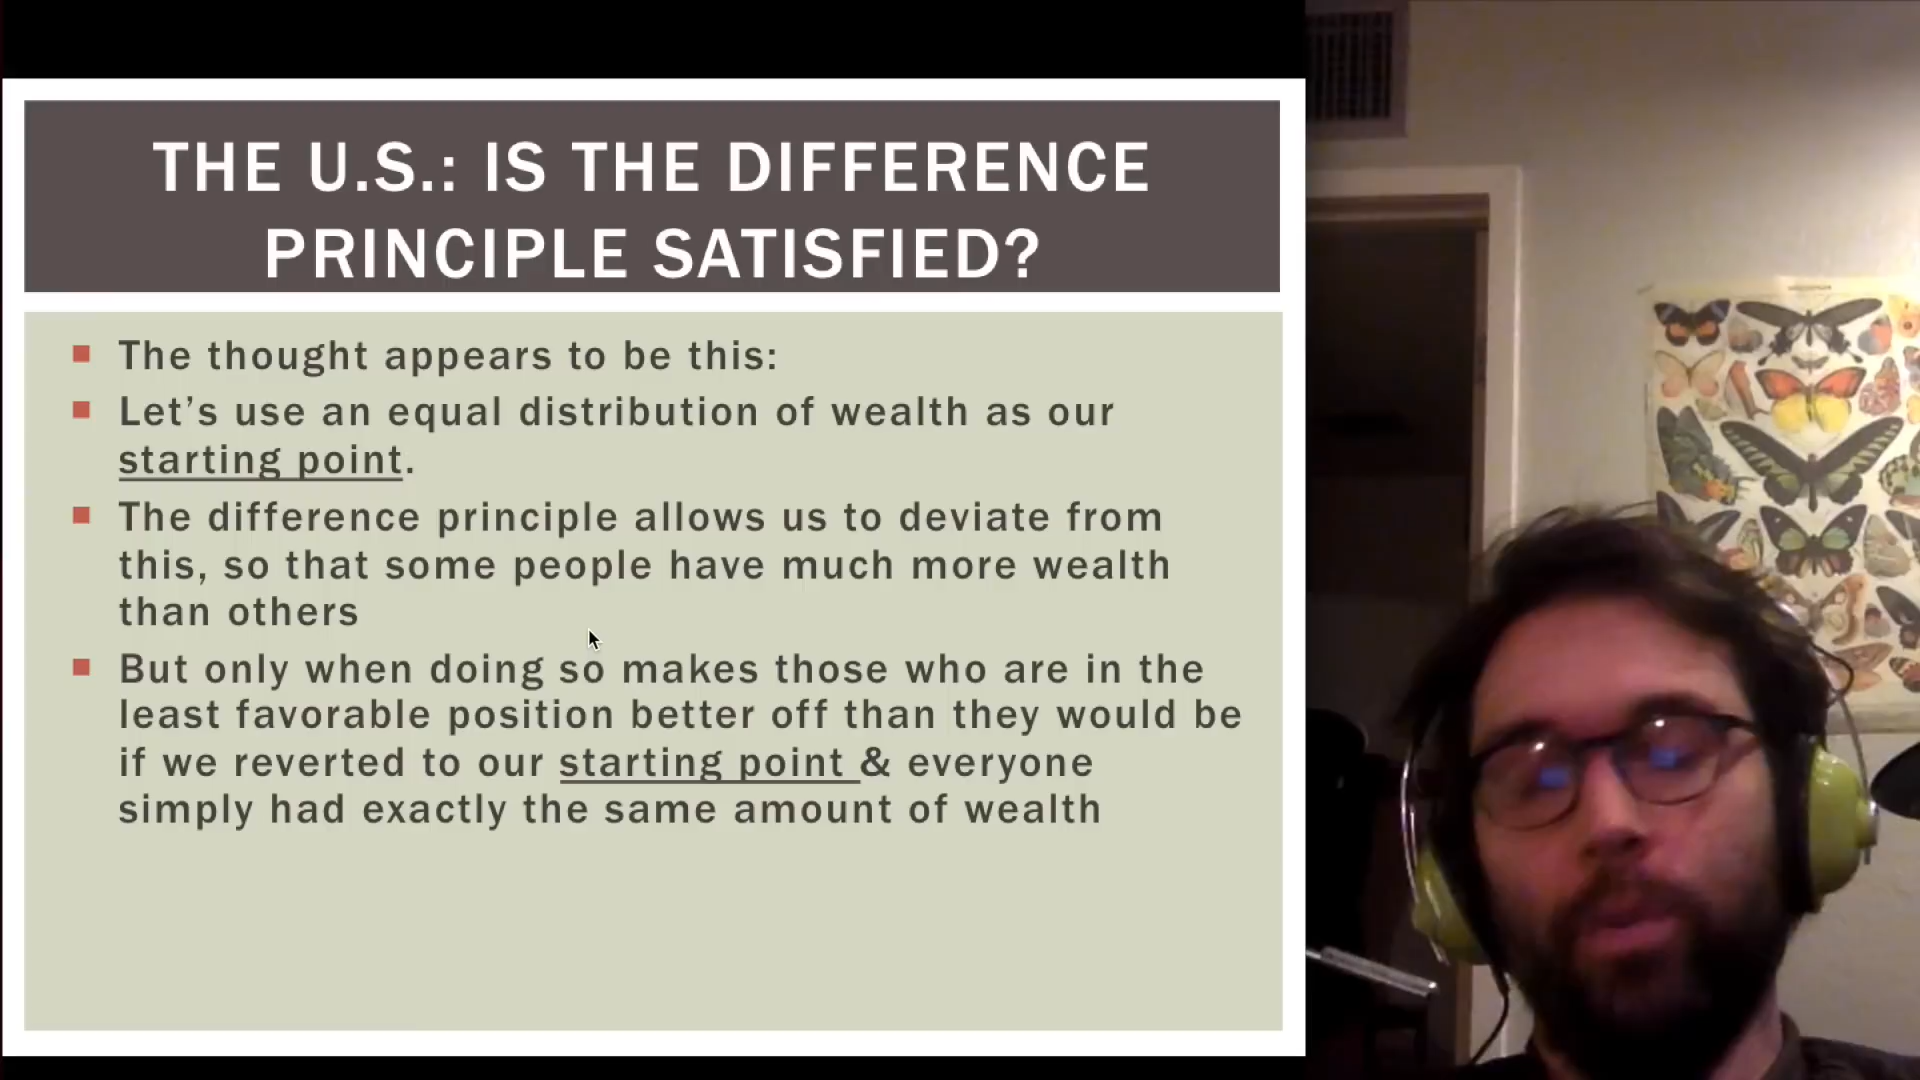 THE U.S.: IS THE DIFFERENCE
PRINCIPLE SATISFIED?
■ The thought appears to be this:
■ Let’s use an equal distribution of wealth as our
starting point.
■ The difference principle allows us to deviate from
this, so that some people have much more wealth
than others
■ But only when doing so makes those who are in the
least favorable position better off than they would be
if we reverted to our starting point & everyone
simply had exactly the same amount of wealth